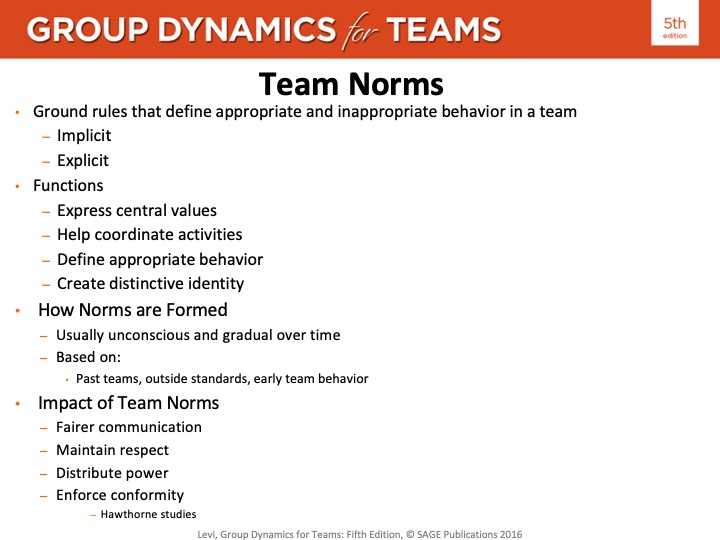 GROUP DYNAMICS for TEAMS
5th
edition
Team Norms
• Ground rules that define appropriate and inappropriate behavior in a team
– Implicit
– Explicit
• Functions
– Express central values
– Help coordinate activities
– Define appropriate behavior
– Create distinctive identity
• How Norms are Formed
– Usually unconscious and gradual over time
– Based on:
• Past teams, outside standards, early team behavior
• Impact of Team Norms
– Fairer communication
– Maintain respect
– Distribute power
– Enforce conformity
– Hawthorne studies
Levi, Group Dynamics for Teams: Fifth Edition, © SAGE Publications 2016